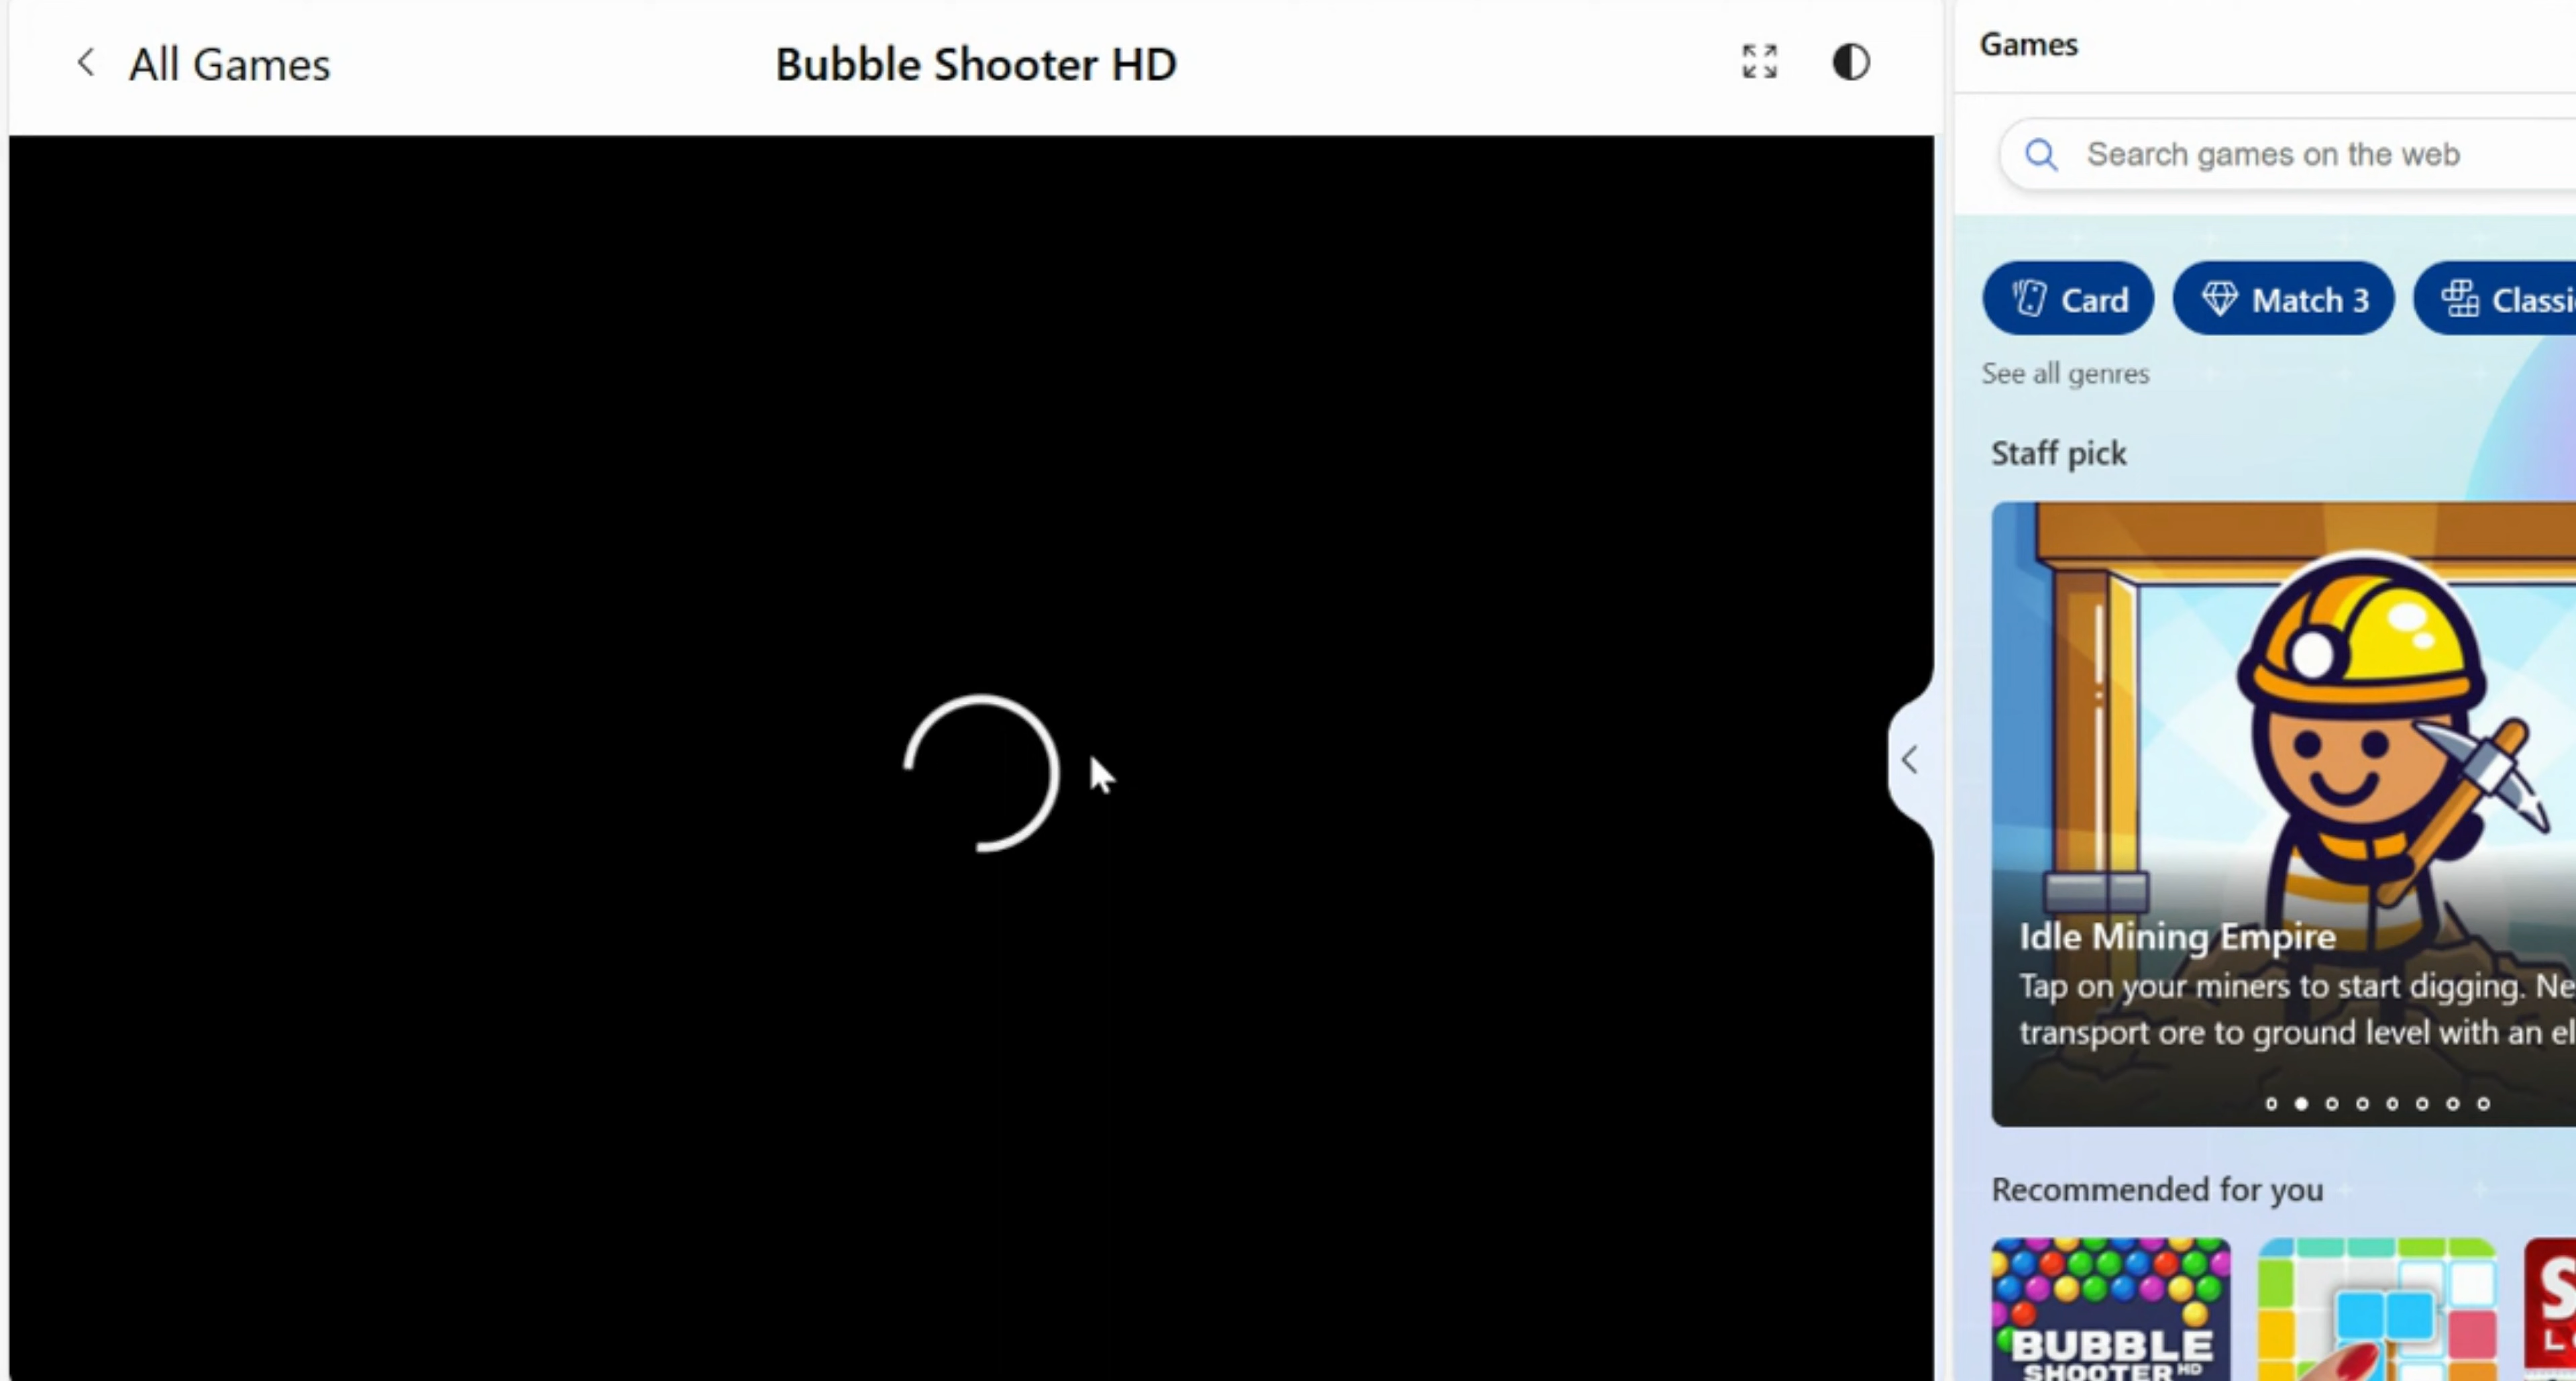 All Games
Bubble Shooter HD
Games
Search games on the web
Card
Match 3
See all genres
Staff pick
Idle Mining Empire
Tap on your miners to start digging.
transport ore to ground level with an
Recommended for you
BUBBLE
SHOOTER HD